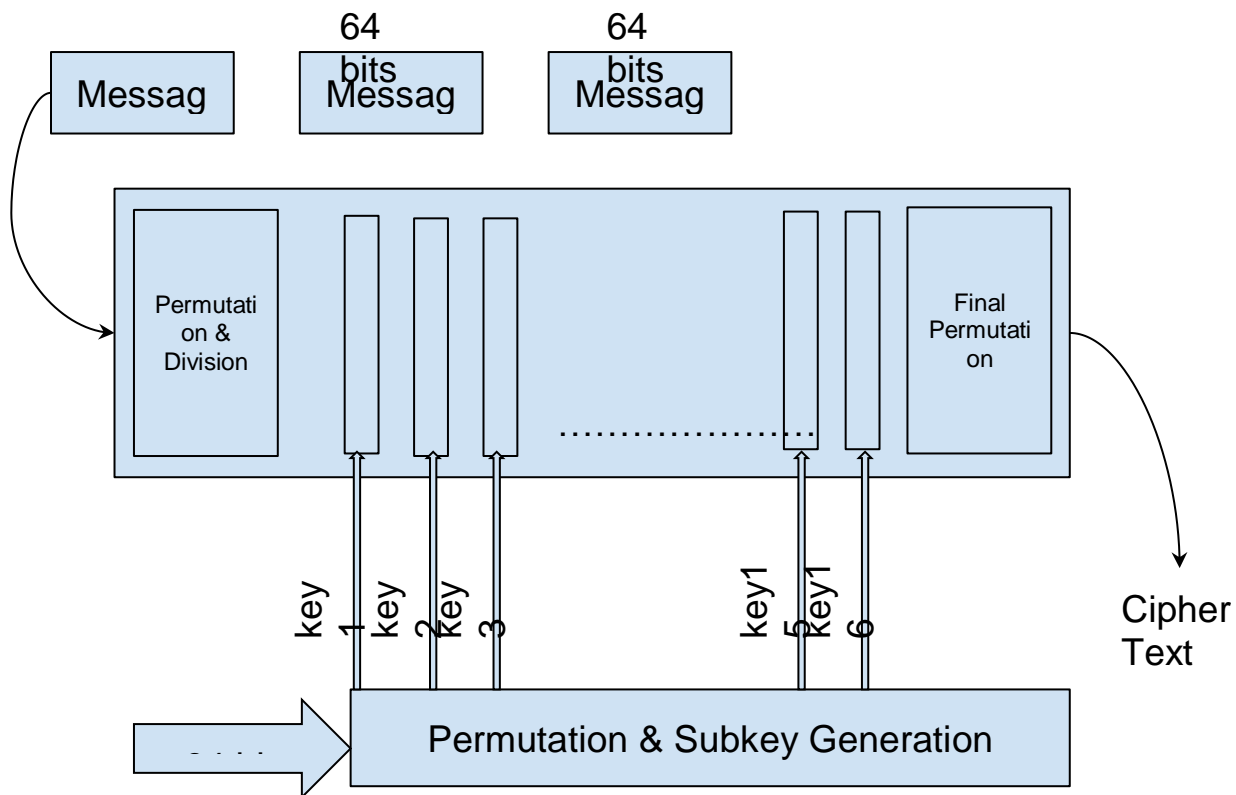 64
bits
64
bits
Messag
Messag
Messag
Permutati
on &
Division
Final
Permutati
on
.....................
key
1
key
2
key
3
key1
5
key1
6
Cipher
Text
Permutation & Subkey Generation